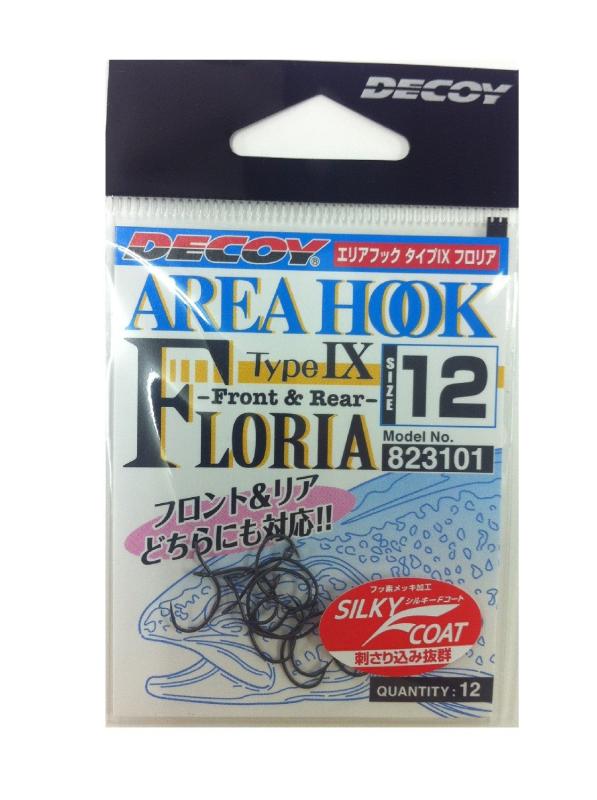 DECOY
DECOY® エリアフック タイプIX フロリア
AREA HOOK
Type IX
-Front & Rear-
FLORIA
SIZE 12
Model No.
823101
フロント&リア
どちらにも対応!!
フッ素メッキ加工
シルキーFコート
SILKY
COAT
刺さり込み抜群
QUANTITY : 12